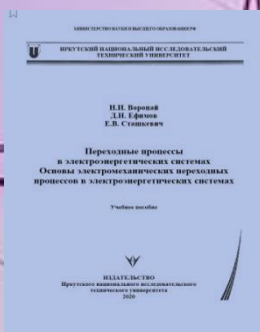 МИНИСТЕРСТВО НАУКИ И ВЫСШЕГО ОБРАЗОВАНИЯ РФ
ИРКУТСКИЙ НАЦИОНАЛЬНЫЙ ИССЛЕДОВАТЕЛЬСКИЙ
ТЕХНИЧЕСКИЙ УНИВЕРСИТЕТ
Н.И. Воропай
Д.Н. Ефимов
Е.В. Сташкевич
Переходные процессы
в электроэнергетических системах
Основы электромеханических переходных
процессов в электроэнергетических системах
Учебное пособие
ИЗДАТЕЛЬСТВО
Иркутского национального исследовательского
технического университета
2020